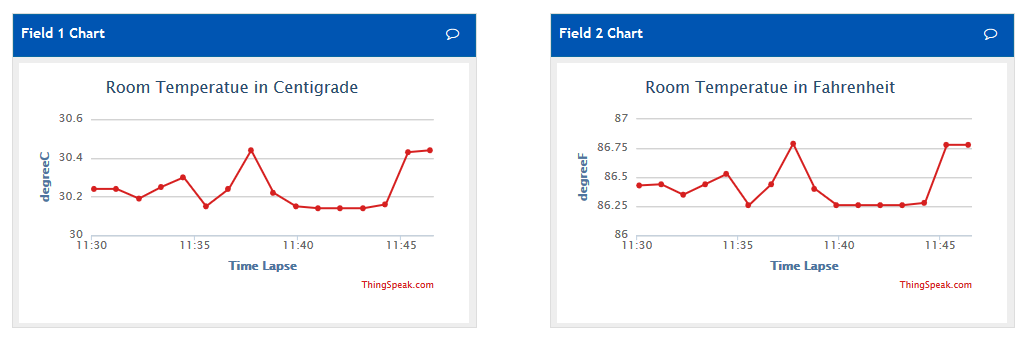 Field 1 Chart
Room Temperatue in Centigrade
degreeC
30.6
30.4
30.2
30
11:30 11:35 11:40 11:45
Time Lapse
ThingSpeak.com
Field 2 Chart
Room Temperatue in Fahrenheit
degreeF
87
86.75
86.5
86.25
86
11:30 11:35 11:40 11:45
Time Lapse
ThingSpeak.com